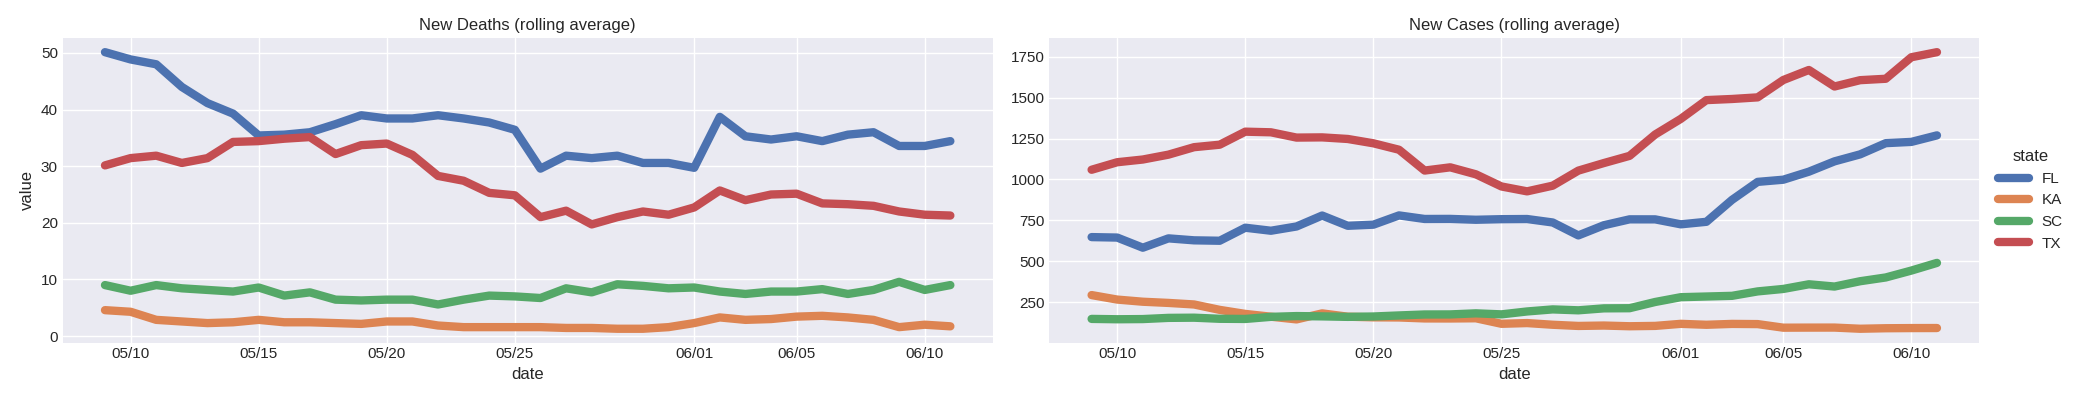 New Deaths (rolling average)
50
40
30
20
10
0
value
05/10 05/15 05/20 05/25 06/01 06/05 06/10
date
New Cases (rolling average)
1750
1500
1250
1000
750
500
250
05/10 05/15 05/20 05/25 06/01 06/05 06/10
date
state
FL
KA
SC
TX